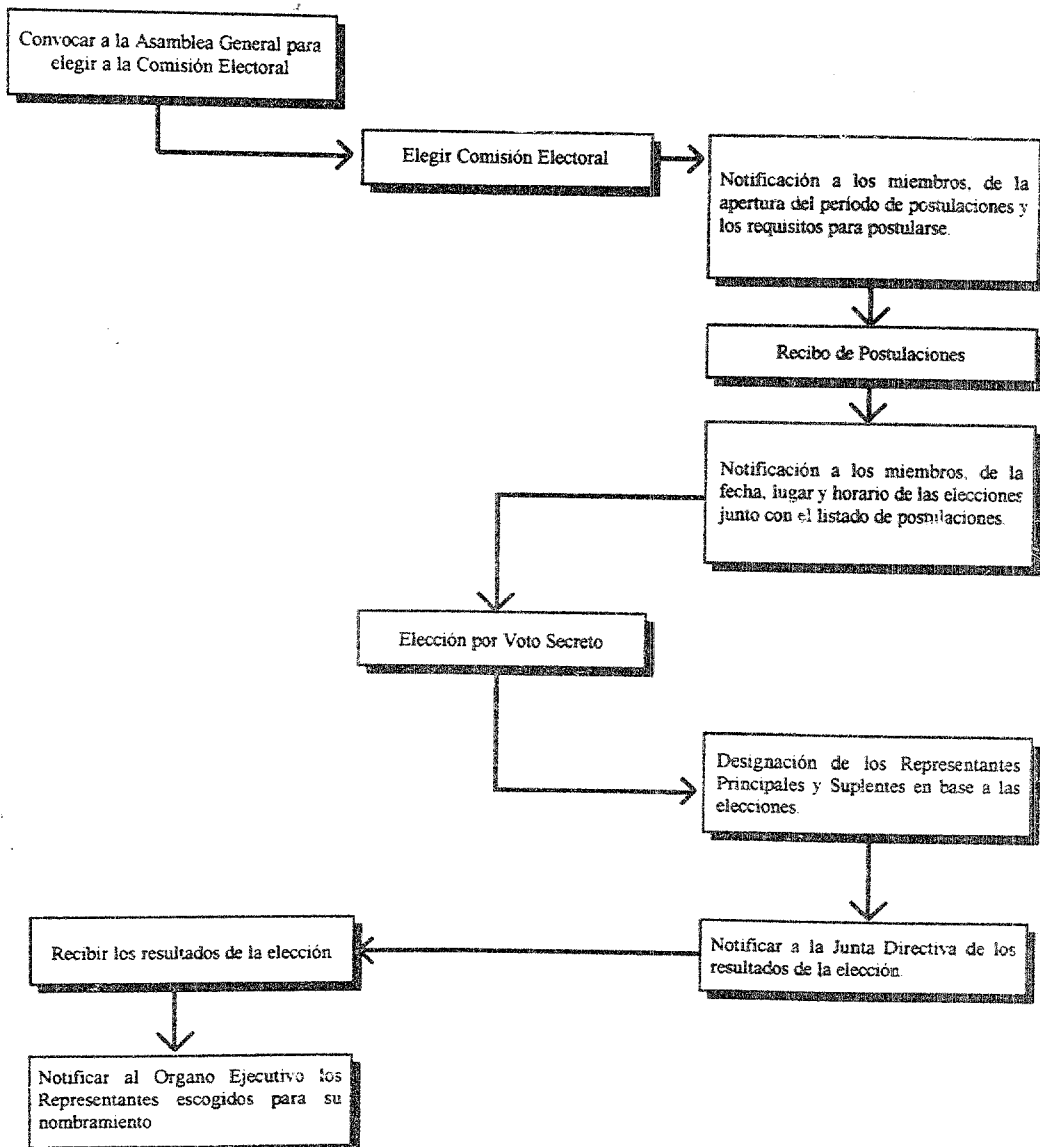 Convocar a la Asamblea General para
elegir a la Comisión Electoral
Elegir Comisión Electoral
Notificación a los miembros, de la
apertura del período de postulaciones y
los requisitos para postularse.
Recibo de Postulaciones
Notificación a los miembros, de la
fecha, lugar y horario de las elecciones
junto con el listado de postulaciones.
Elección por Voto Secreto
Designación de los Representantes
Principales y Suplentes en base a las
elecciones.
Notificar a la Junta Directiva de los
resultados de la elección.
Recibir los resultados de la elección
Notificar al Organo Ejecutivo los
Representantes escogidos para su
nombramiento